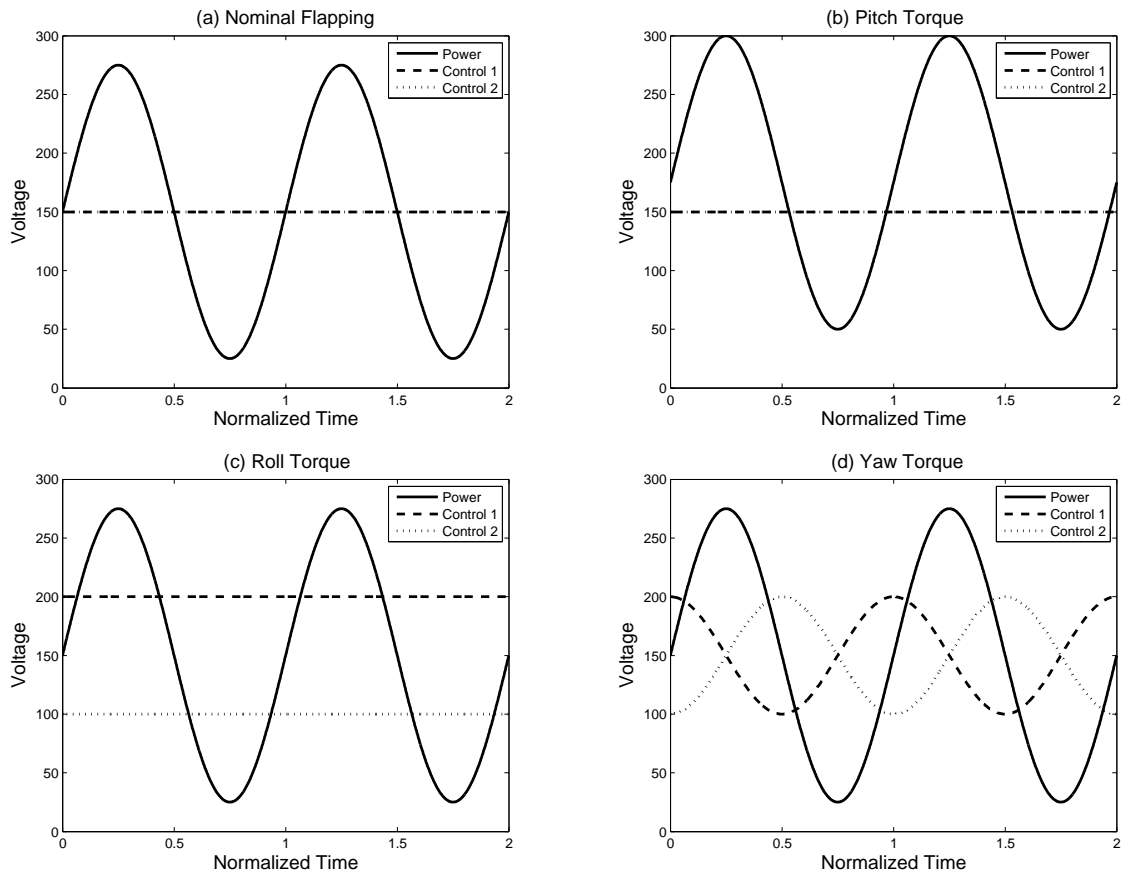 (a) Nominal Flapping
300
250
200
150
100
50
0
Voltage
0
0.5
1
1.5
2
Normalized Time
Power
Control 1
Control 2
(b) Pitch Torque
300
250
200
150
100
50
0
Voltage
0
0.5
1
1.5
2
Normalized Time
Power
Control 1
Control 2
(c) Roll Torque
300
250
200
150
100
50
0
Voltage
0
0.5
1
1.5
2
Normalized Time
Power
Control 1
Control 2
(d) Yaw Torque
300
250
200
150
100
50
0
Voltage
0
0.5
1
1.5
2
Normalized Time
Power
Control 1
Control 2